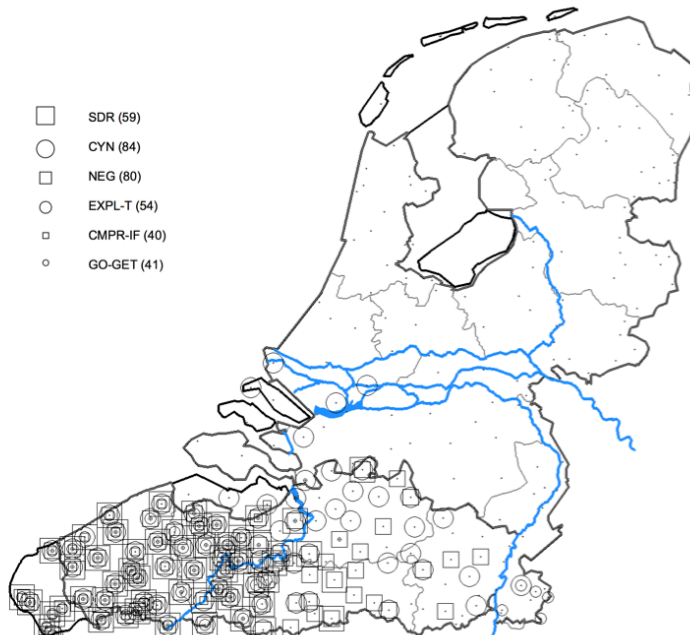 SDR (59)
CYN (84)
NEG (80)
EXPL-T (54)
CMPR-IF (40)
GO-GET (41)